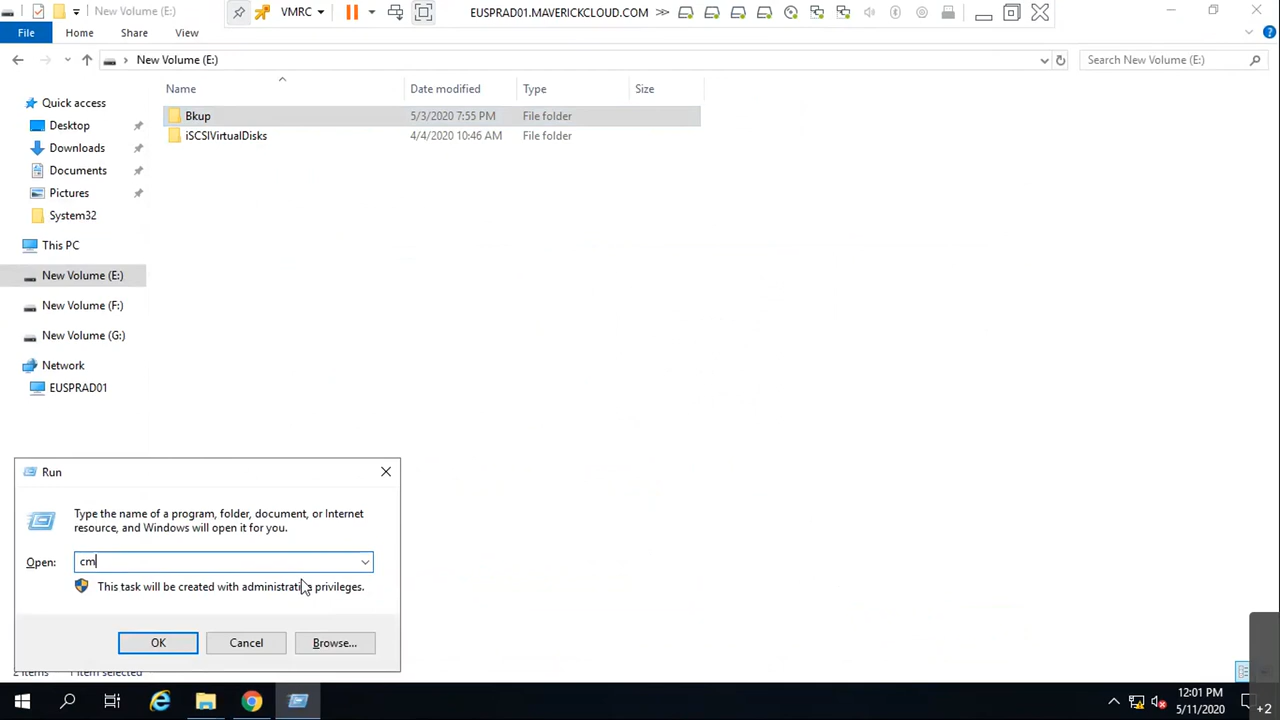 New Volume (E:)
VMRC
EUSPRAD01.MAVERICKCLOUD.COM
File Home Share View
New Volume (E:)
Search New Volume (E:)
Name Date modified Type Size
Quick access
Bkup 5/3/2020 7:55 PM File folder
Desktop
iSCSIVirtualDisks 4/4/2020 10:46 AM File folder
Downloads
Documents
Pictures
System32
This PC
New Volume (E:)
New Volume (F:)
New Volume (G:)
Network
EUSPRAD01
Run
Type the name of a program, folder, document, or Internet
resource, and Windows will open it for you.
Open: cm
This task will be created with administrative privileges.
OK Cancel Browse...
2 items 1 item selected
12:01 PM
5/11/2020
+2